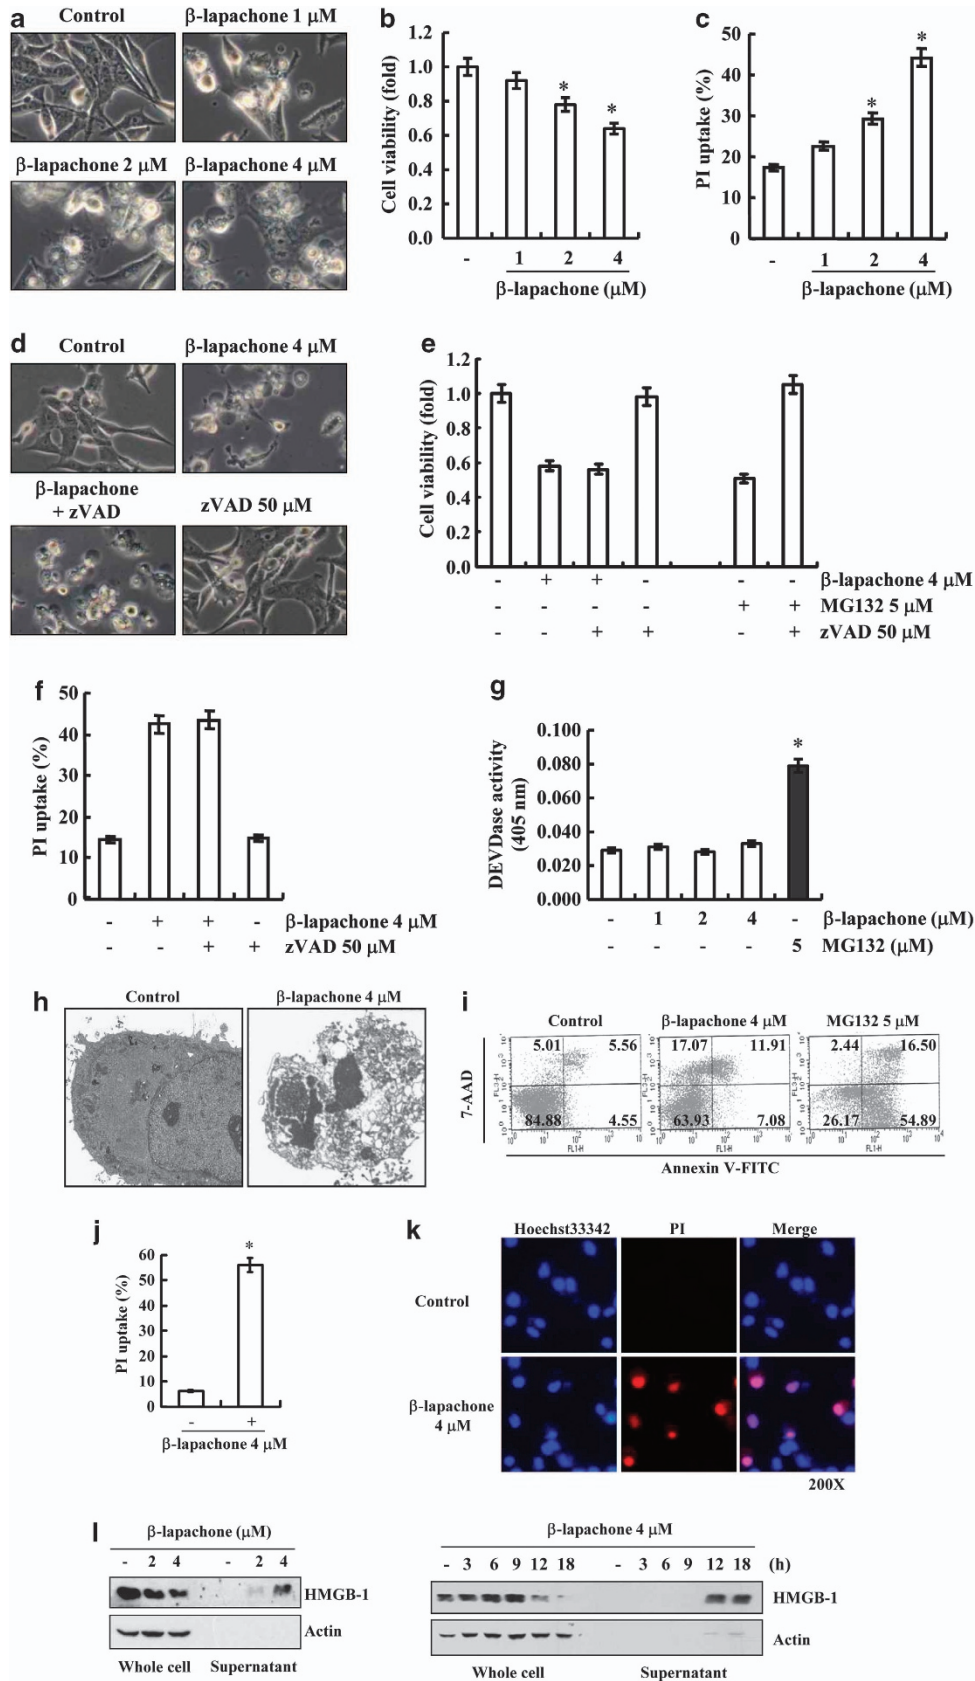 a
Control
β-lapachone 1 μM
β-lapachone 2 μM
β-lapachone 4 μM
b
Cell viability (fold)
1.2
1.0
0.8
0.6
0.4
0.2
0.0
- 1 2 4
β-lapachone (μM)
* *
c
PI uptake (%)
50
40
30
20
10
0
- 1 2 4
β-lapachone (μM)
* *
d
Control
β-lapachone 4 μM
β-lapachone
+ zVAD
zVAD 50 μM
e
Cell viability (fold)
1.2
1.0
0.8
0.6
0.4
0.2
0.0
- + + - - - β-lapachone 4 μM
- - - - + + MG132 5 μM
- - + + - + zVAD 50 μM
f
PI uptake (%)
50
40
30
20
10
0
- + + - β-lapachone 4 μM
- - + + zVAD 50 μM
g
DEVDase activity
(405 nm)
0.100
0.080
0.060
0.040
0.020
0.000
*
- 1 2 4 - β-lapachone (μM)
- - - - 5 MG132 (μM)
h
Control
β-lapachone 4 μM
i
Control
β-lapachone 4 μM
MG132 5 μM
5.01 5.56
84.88 4.55
17.07 11.91
63.93 7.08
2.44 16.50
26.17 54.89
7-AAD
FL3-H
FL1-H FL1-H FL1-H
Annexin V-FITC
j
PI uptake (%)
60
50
40
30
20
10
0
*
- +
β-lapachone 4 μM
k
Hoechst33342 PI Merge
Control
β-lapachone
4 μM
200X
l
β-lapachone (μM)
- 2 4 - 2 4
HMGB-1
Actin
Whole cell Supernatant
β-lapachone 4 μM
- 3 6 9 12 18 - 3 6 9 12 18 (h)
HMGB-1
Actin
Whole cell Supernatant